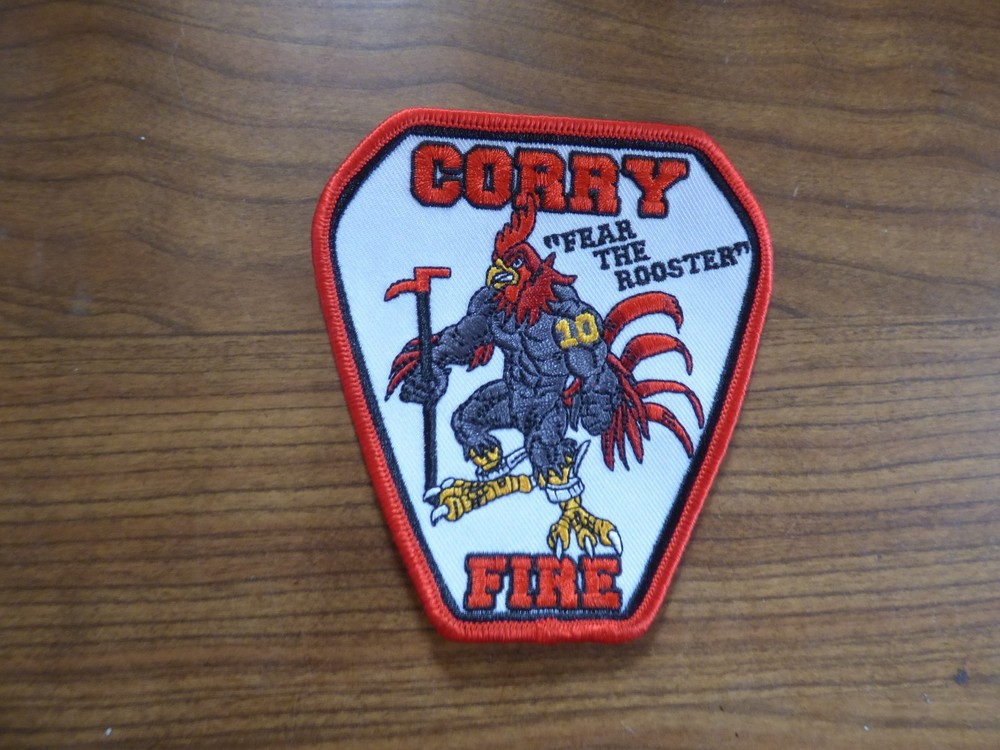 CORRY
"FEAR
THE
ROOSTER"
10
FIRE